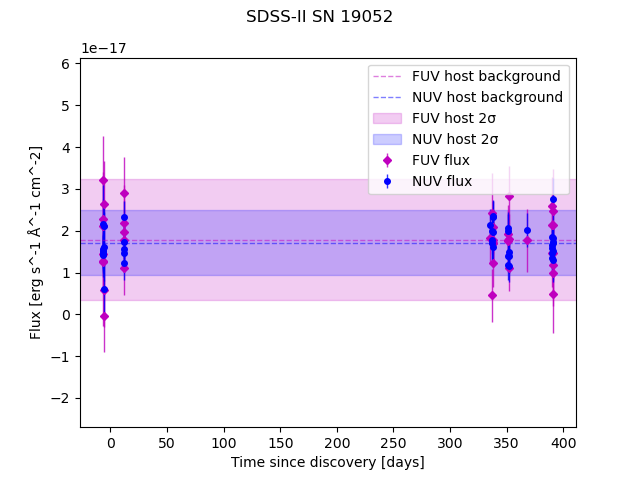 SDSS-II SN 19052
1e−17
6
5
4
3
2
1
0
−1
−2
Flux [erg s^-1 Å^-1 cm^-2]
FUV host background
NUV host background
FUV host 2σ
NUV host 2σ
FUV flux
NUV flux
0
50
100
150
200
250
300
350
400
Time since discovery [days]